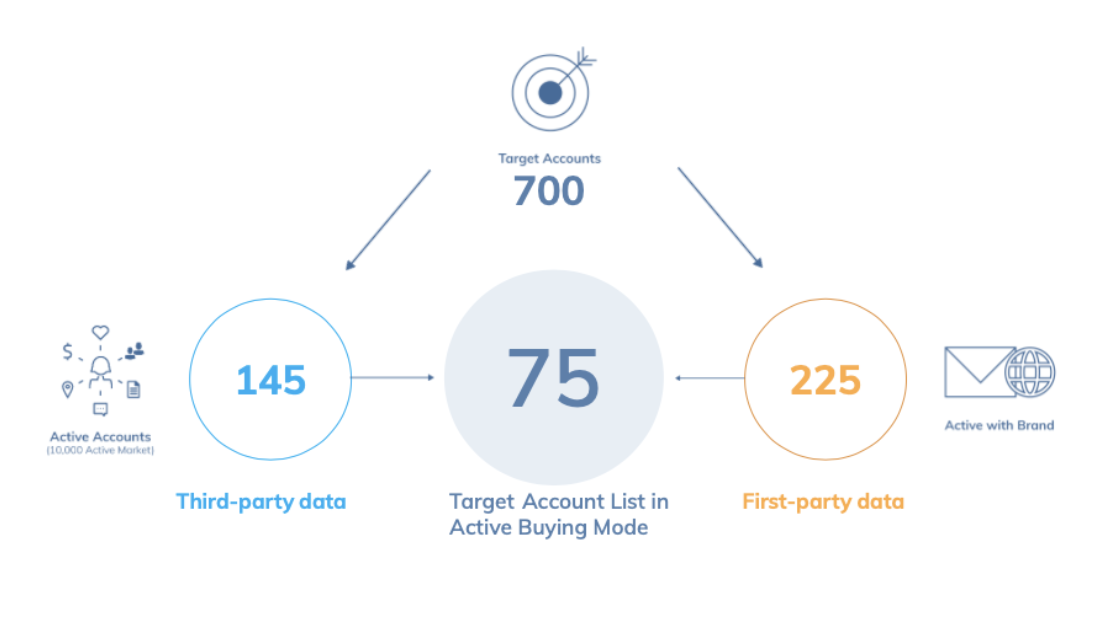 Target Accounts
700
145
75
225
Active Accounts
(10,000 Active Market)
Active with Brand
Third-party data
Target Account List in
Active Buying Mode
First-party data
$